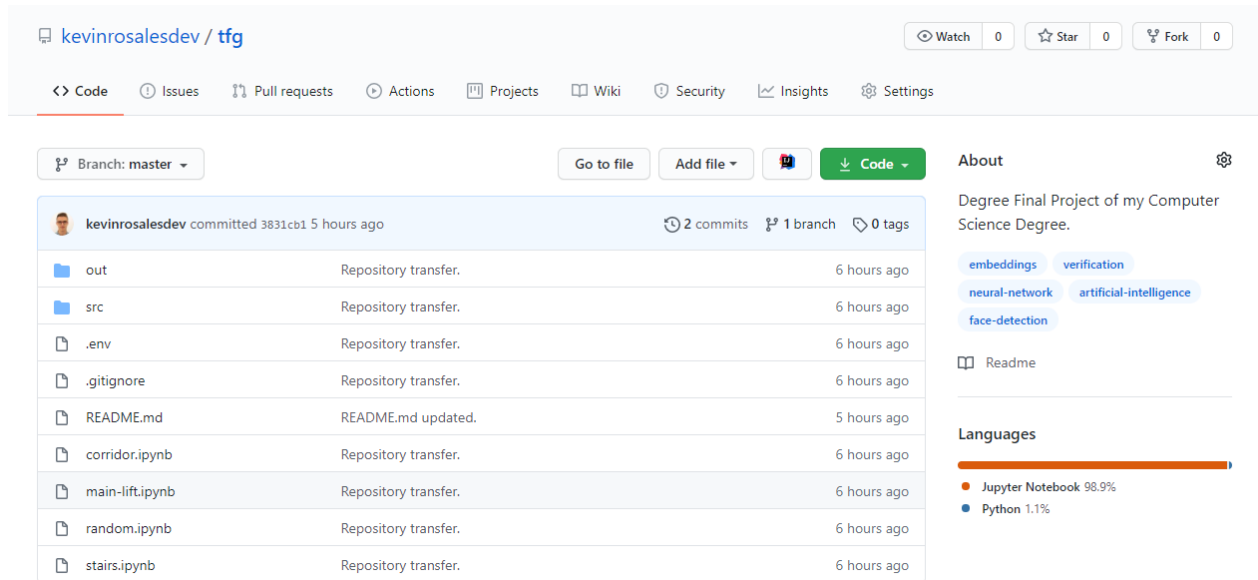 kevinrosalesdev / tfg
Watch 0 Star 0 Fork 0
Code Issues Pull requests Actions Projects Wiki Security Insights Settings
Branch: master Go to file Add file Code
kevinrosalesdev committed 3831cb1 5 hours ago 2 commits 1 branch 0 tags
out Repository transfer. 6 hours ago
src Repository transfer. 6 hours ago
.env Repository transfer. 6 hours ago
.gitignore Repository transfer. 6 hours ago
README.md README.md updated. 5 hours ago
corridor.ipynb Repository transfer. 6 hours ago
main-lift.ipynb Repository transfer. 6 hours ago
random.ipynb Repository transfer. 6 hours ago
stairs.ipynb Repository transfer. 6 hours ago
About
Degree Final Project of my Computer
Science Degree.
embeddings verification
neural-network artificial-intelligence
face-detection
Readme
Languages
Jupyter Notebook 98.9%
Python 1.1%